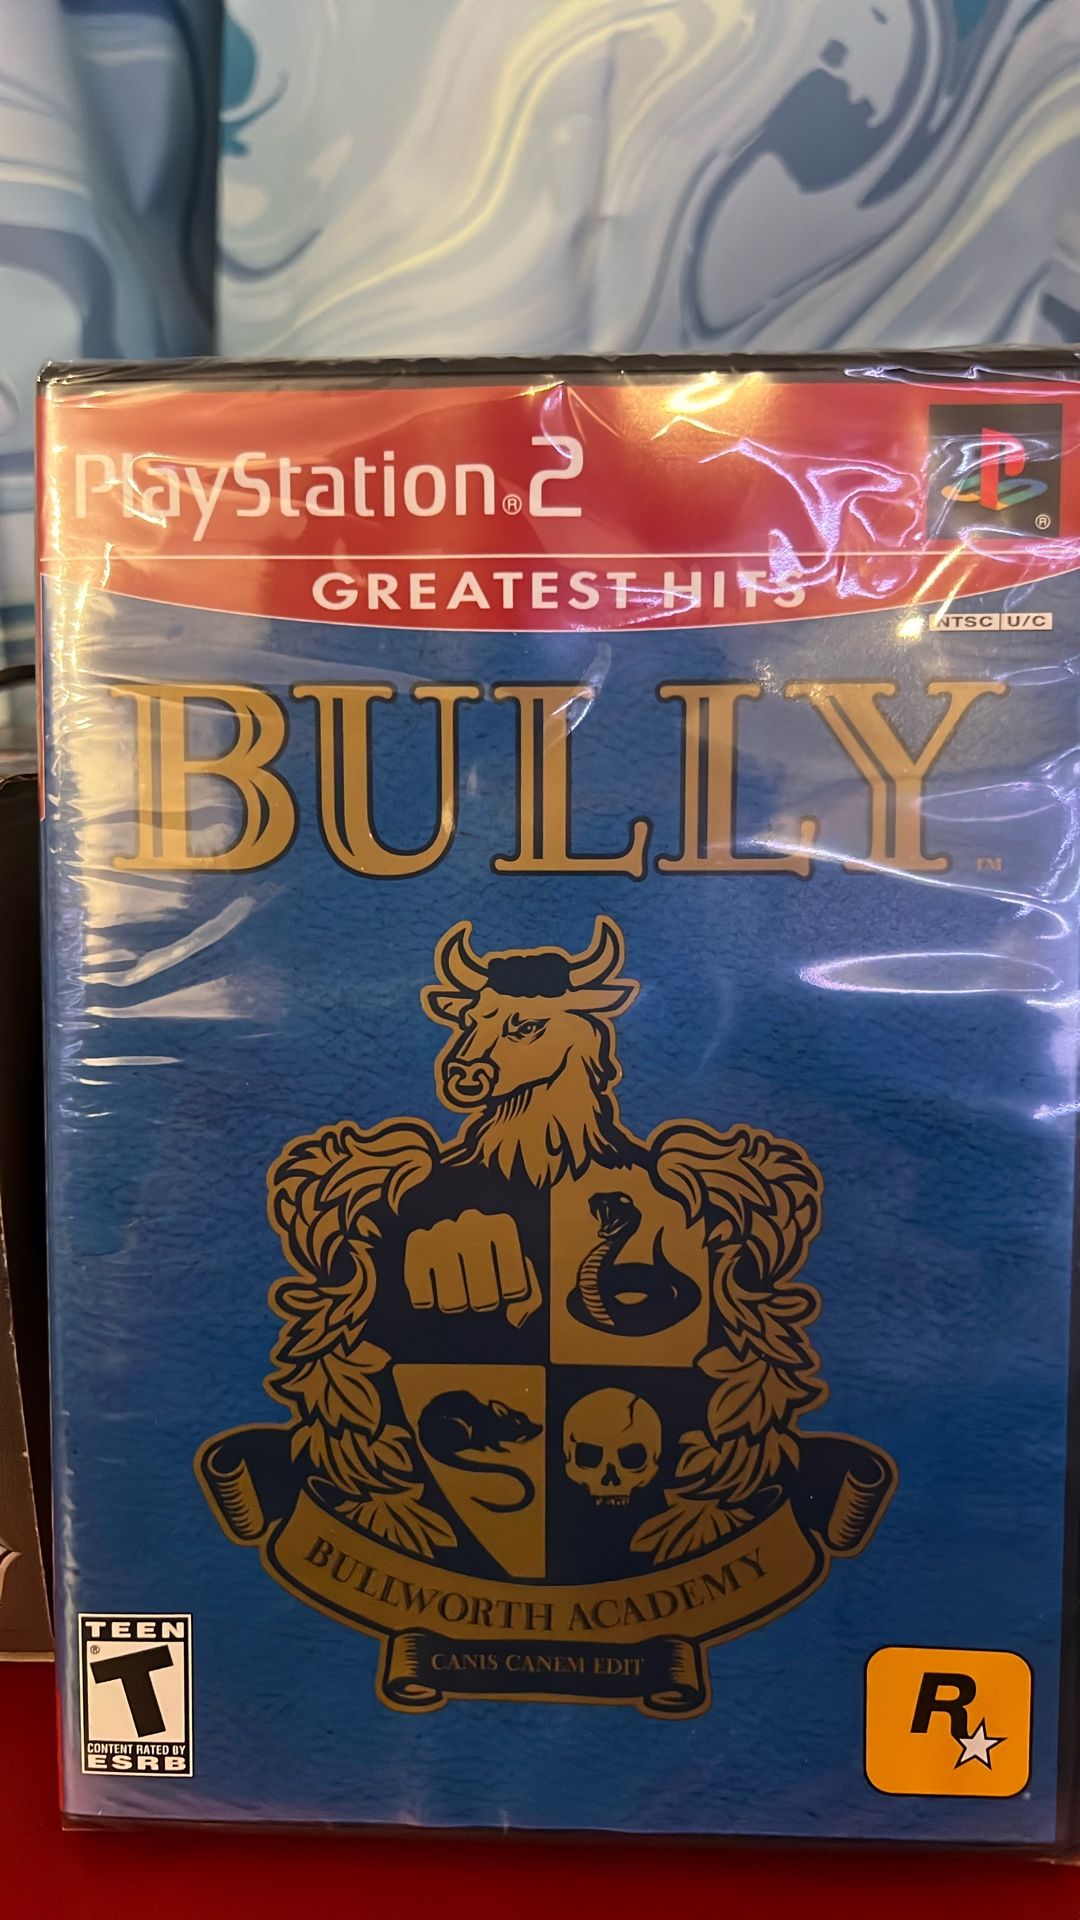 PlayStation®2
®
GREATEST HITS
NTSC U/C
BULLY™
BULLWORTH ACADEMY
CANIS CANEM EDIT
TEEN
®
T
CONTENT RATED BY
ESRB
R